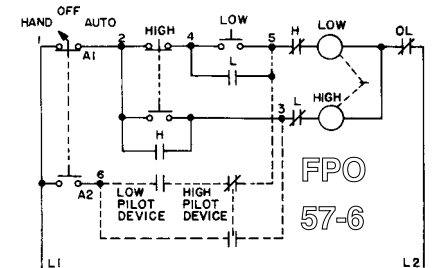 OFF
HAND AUTO
HIGH
LOW
LOW
1
A1
2
4
5
H
OL
L
HIGH
3
L
H
FPO
57-6
6
A2
LOW PILOT DEVICE
HIGH PILOT DEVICE
L1
L2